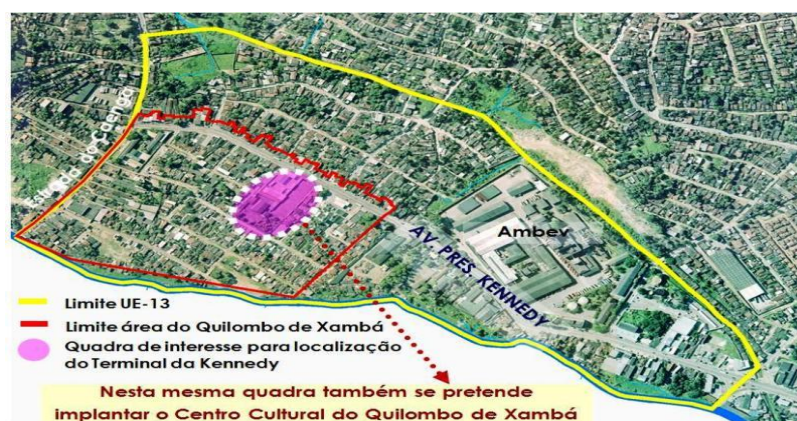 Estrada do Caenga
Ambev
AV. PRES. KENNEDY
Limite UE-13
Limite área do Quilombo de Xambá
Quadra de interesse para localização
do Terminal da Kennedy
Nesta mesma quadra também se pretende
implantar o Centro Cultural do Quilombo de Xambá